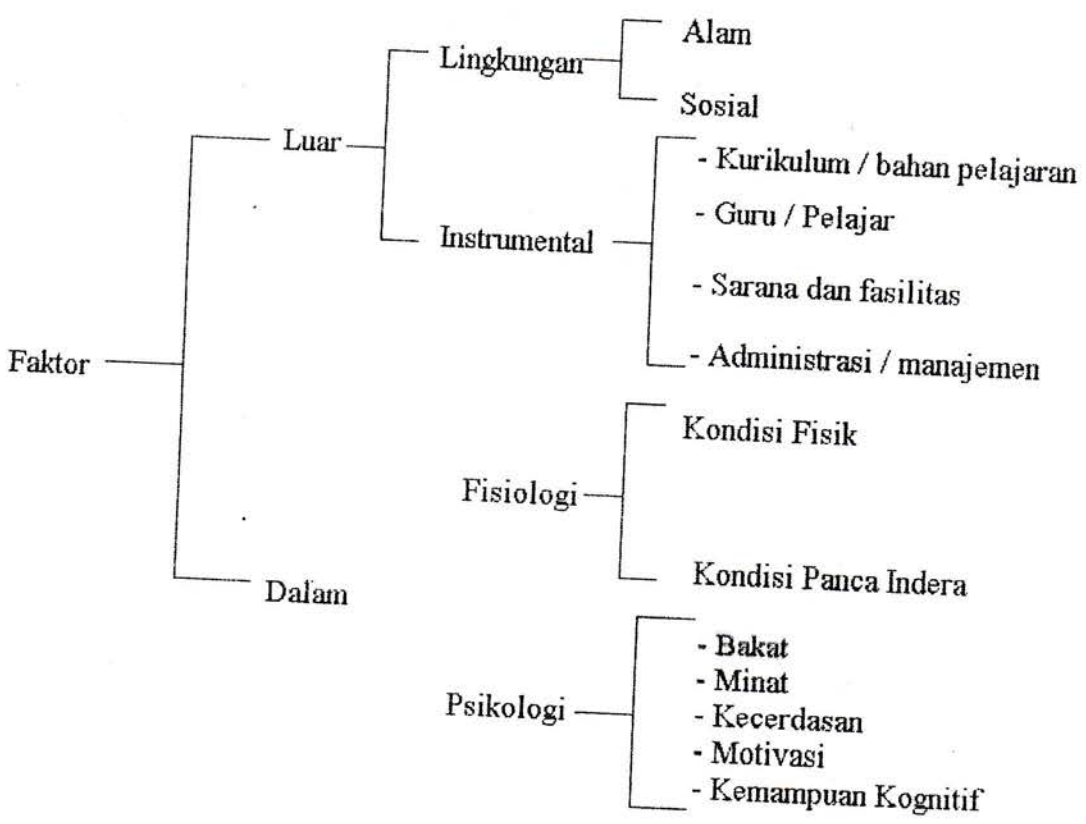 Alam
Lingkungan
Sosial
Luar
- Kurikulum / bahan pelajaran
- Guru / Pelajar
Instrumental
- Sarana dan fasilitas
Faktor
- Administrasi / manajemen
Kondisi Fisik
Fisiologi
Kondisi Panca Indera
Dalam
- Bakat
- Minat
Psikologi
- Kecerdasan
- Motivasi
- Kemampuan Kognitif